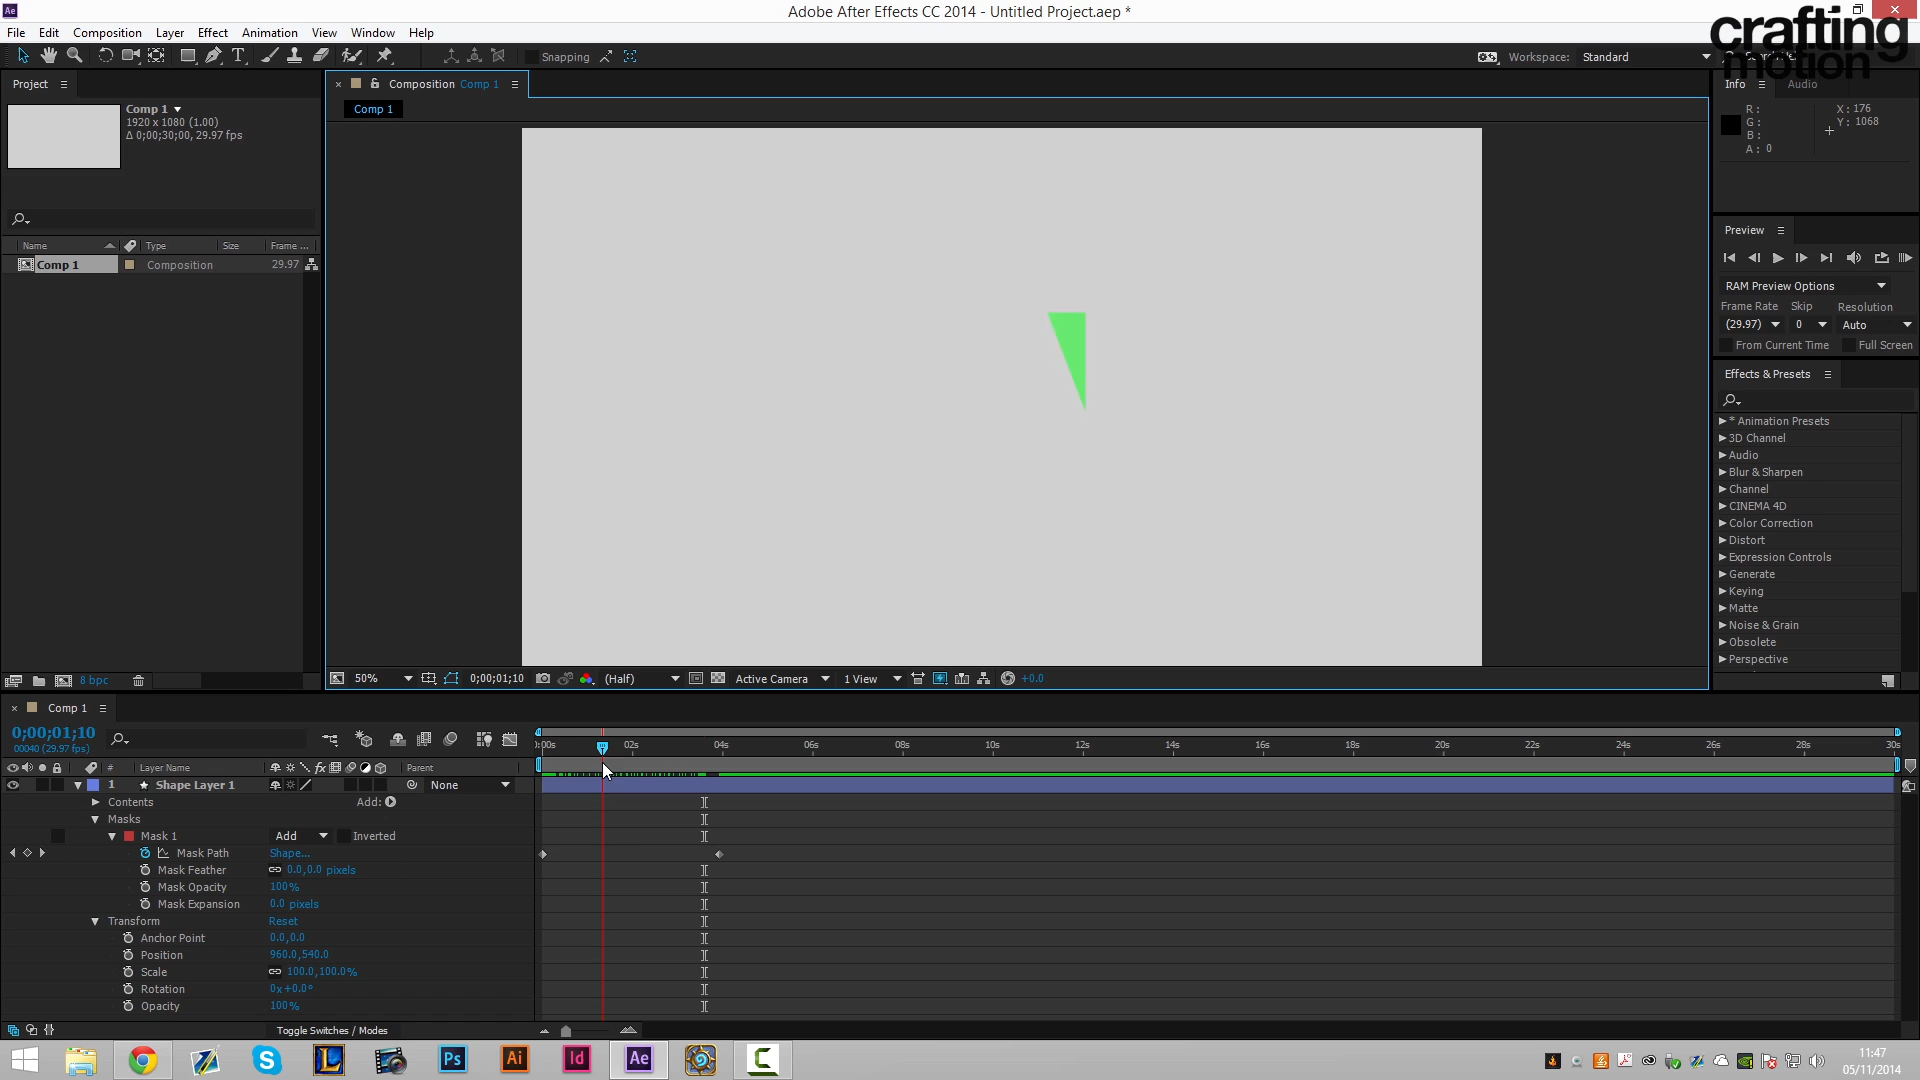 Ae
Adobe After Effects CC 2014 - Untitled Project.aep *
File Edit Composition Layer Effect Animation View Window Help
Snapping
Workspace: Standard
crafting
motion
Project
Composition Comp 1
Info Audio
Comp 1
1920 x 1080 (1.00)
Δ 0;00;30;00, 29.97 fps
Comp 1
R:
G:
B:
A: 0
X: 176
Y: 1068
Name Type Size Frame ...
Comp 1 Composition 29.97
Preview
RAM Preview Options
Frame Rate Skip Resolution
(29.97) 0 Auto
From Current Time Full Screen
Effects & Presets
* Animation Presets
3D Channel
Audio
Blur & Sharpen
Channel
CINEMA 4D
Color Correction
Distort
Expression Controls
Generate
Keying
Matte
Noise & Grain
Obsolete
Perspective
8 bpc
50% 0;00;01;10 (Half) Active Camera 1 View +0.0
Comp 1
0;00;01;10
00040 (29.97 fps)
:00s 02s 04s 06s 08s 10s 12s 14s 16s 18s 20s 22s 24s 26s 28s 30s
# Layer Name fx Parent
1 Shape Layer 1 None
Contents Add:
Masks
Mask 1 Add Inverted
Mask Path Shape...
Mask Feather 0.0,0.0 pixels
Mask Opacity 100%
Mask Expansion 0.0 pixels
Transform Reset
Anchor Point 0.0,0.0
Position 960.0,540.0
Scale 100.0,100.0%
Rotation 0x+0.0°
Opacity 100%
Toggle Switches / Modes
Ps Ai Id Ae
11:47
05/11/2014